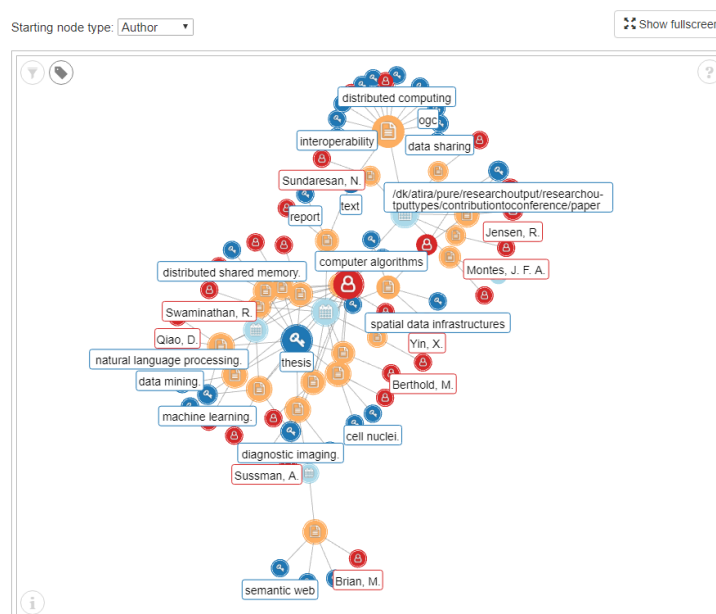 Starting node type: Author
Show fullscreen
distributed computing
ogc
interoperability
data sharing
Sundaresan, N.
/dk/atira/pure/researchoutput/researchou-
tputtypes/contributiontoconference/paper
text
report
Jensen, R.
computer algorithms
Montes, J. F. A.
distributed shared memory.
Swaminathan, R.
spatial data infrastructures
Qiao, D.
Yin, X.
natural language processing.
thesis
data mining.
Berthold, M.
machine learning.
cell nuclei.
diagnostic imaging.
Sussman, A.
Brian, M.
semantic web